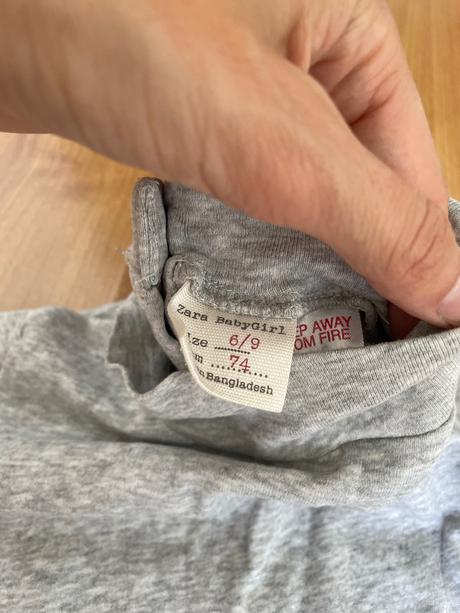 Zara BabyGirl
ize 6/9
m 74
n Bangladesh
EP AWAY
OM FIRE